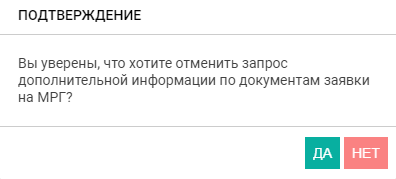 ПОДТВЕРЖДЕНИЕ
Вы уверены, что хотите отменить запрос
дополнительной информации по документам заявки
на МРГ?
ДА НЕТ